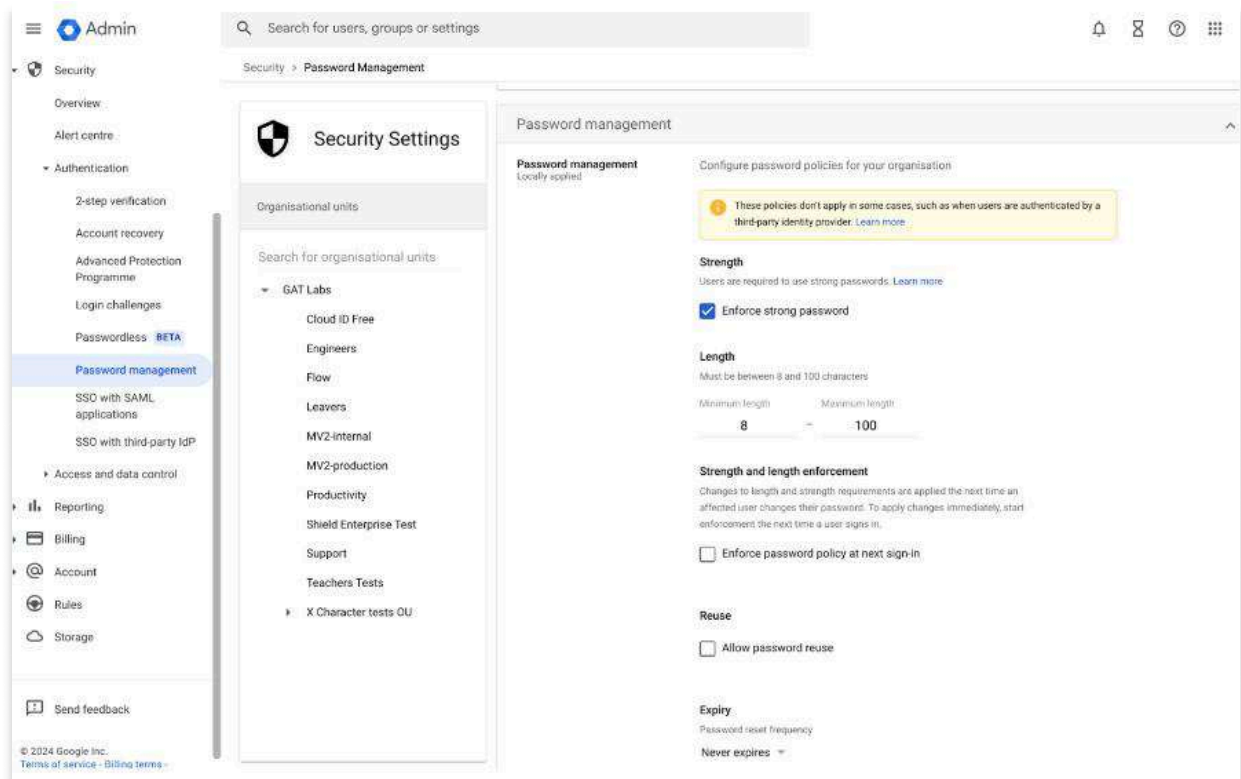 Admin
Search for users, groups or settings
Security
Overview
Alert centre
Authentication
2-step verification
Account recovery
Advanced Protection
Programme
Login challenges
Passwordless BETA
Password management
SSO with SAML
applications
SSO with third-party IdP
Access and data control
Reporting
Billing
Account
Rules
Storage
Send feedback
© 2024 Google Inc.
Terms of service - Billing terms -
Security > Password Management
Security Settings
Organisational units
Search for organisational units
GAT Labs
Cloud ID Free
Engineers
Flow
Leavers
MV2-internal
MV2-production
Productivity
Shield Enterprise Test
Support
Teachers Tests
X Character tests OU
Password management
Password management
Locally applied
Configure password policies for your organisation
These policies don't apply in some cases, such as when users are authenticated by a
third-party identity provider. Learn more
Strength
Users are required to use strong passwords. Learn more
Enforce strong password
Length
Must be between 8 and 100 characters
Minimum length Maximum length
8 – 100
Strength and length enforcement
Changes to length and strength requirements are applied the next time an
affected user changes their password. To apply changes immediately, start
enforcement the next time a user signs in.
Enforce password policy at next sign-in
Reuse
Allow password reuse
Expiry
Password reset frequency
Never expires